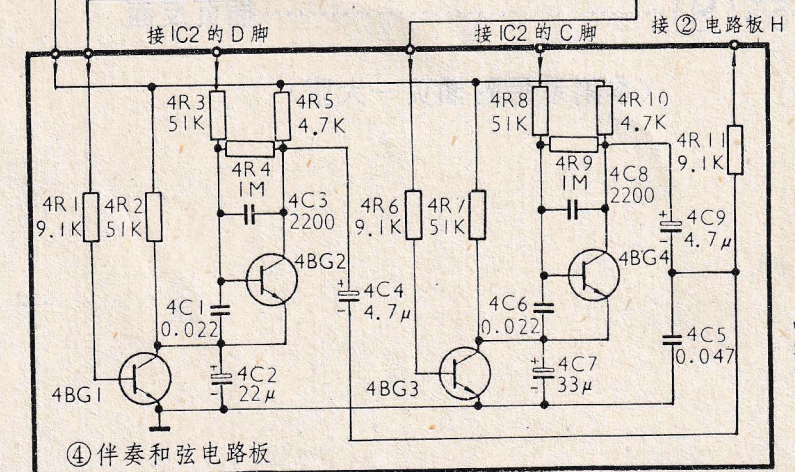 接IC2的D脚
接IC2的C脚
接②电路板H
4R3
51K
4R5
4.7K
4R8
51K
4R10
4.7K
4R11
9.1K
4R4
1M
4R9
1M
4C3
2200
4C8
2200
4R1
9.1K
4R2
51K
4R6
9.1K
4R7
51K
+
4C9
4.7μ
-
4BG2
4BG4
+
4C4
4.7μ
-
4C1
0.022
4C6
0.022
4C5
0.047
4BG1
+
4C2
22μ
-
4BG3
+
4C7
33μ
-
④伴奏和弦电路板